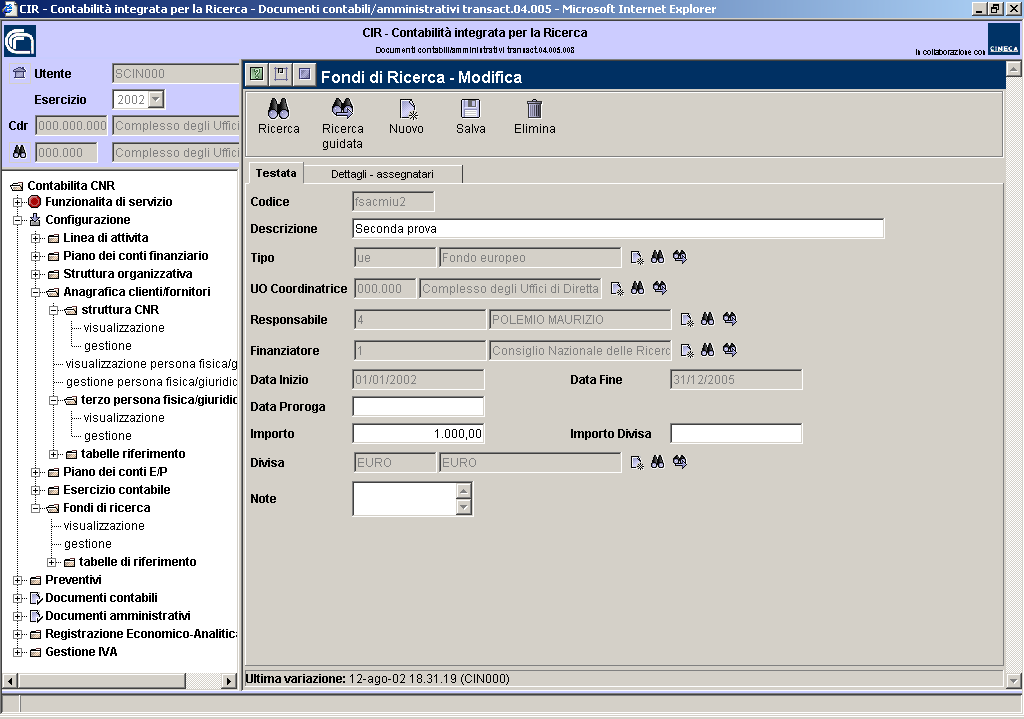 CIR - Contabilità integrata per la Ricerca - Documenti contabili/amministrativi transact.04.005 - Microsoft Internet Explorer
CIR - Contabilità integrata per la Ricerca
Documenti contabili/amministrativi transact.04.005.008
In collaborazione con
CINECA
Utente SCIN000
Esercizio 2002
Cdr 000.000.000 Complesso degli Uffici
000.000 Complesso degli Uffici
Contabilita CNR
Funzionalita di servizio
Configurazione
Linea di attivita
Piano dei conti finanziario
Struttura organizzativa
Anagrafica clienti/fornitori
struttura CNR
visualizzazione
gestione
visualizzazione persona fisica/g
gestione persona fisica/giuridic
terzo persona fisica/giuridic
visualizzazione
gestione
tabelle riferimento
Piano dei conti E/P
Esercizio contabile
Fondi di ricerca
visualizzazione
gestione
tabelle di riferimento
Preventivi
Documenti contabili
Documenti amministrativi
Registrazione Economico-Analitica
Gestione IVA
Fondi di Ricerca - Modifica
Ricerca
Ricerca guidata
Nuovo
Salva
Elimina
Testata
Dettagli - assegnatari
Codice fsacmiu2
Descrizione Seconda prova
Tipo ue Fondo europeo
UO Coordinatrice 000.000 Complesso degli Uffici di Diretta
Responsabile 4 POLEMIO MAURIZIO
Finanziatore 1 Consiglio Nazionale delle Ricerc
Data Inizio 01/01/2002 Data Fine 31/12/2005
Data Proroga
Importo 1.000,00 Importo Divisa
Divisa EURO EURO
Note
Ultima variazione: 12-ago-02 18.31.19 (CIN000)